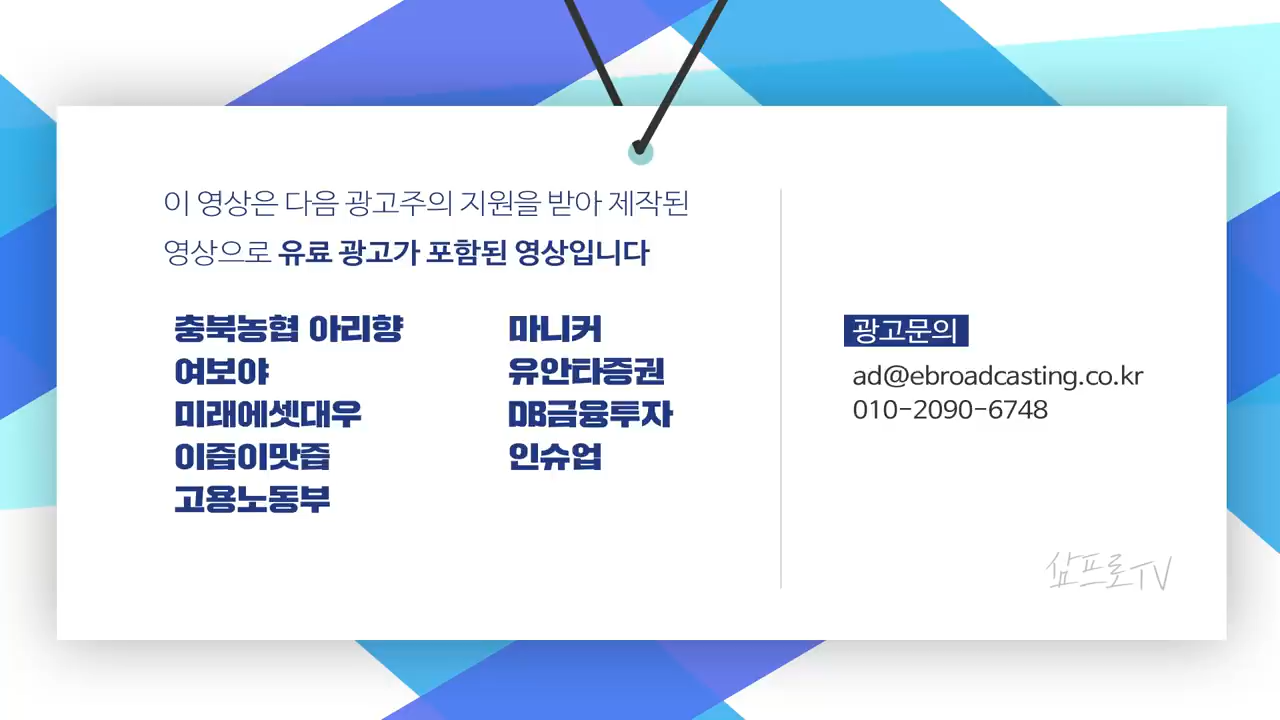 이 영상은 다음 광고주의 지원을 받아 제작된
영상으로 유료 광고가 포함된 영상입니다
충북농협 아리향
여보야
미래에셋대우
이즙이맛즙
고용노동부
마니커
유안타증권
DB금융투자
인슈업
광고문의
ad@ebroadcasting.co.kr
010-2090-6748
삼프로TV